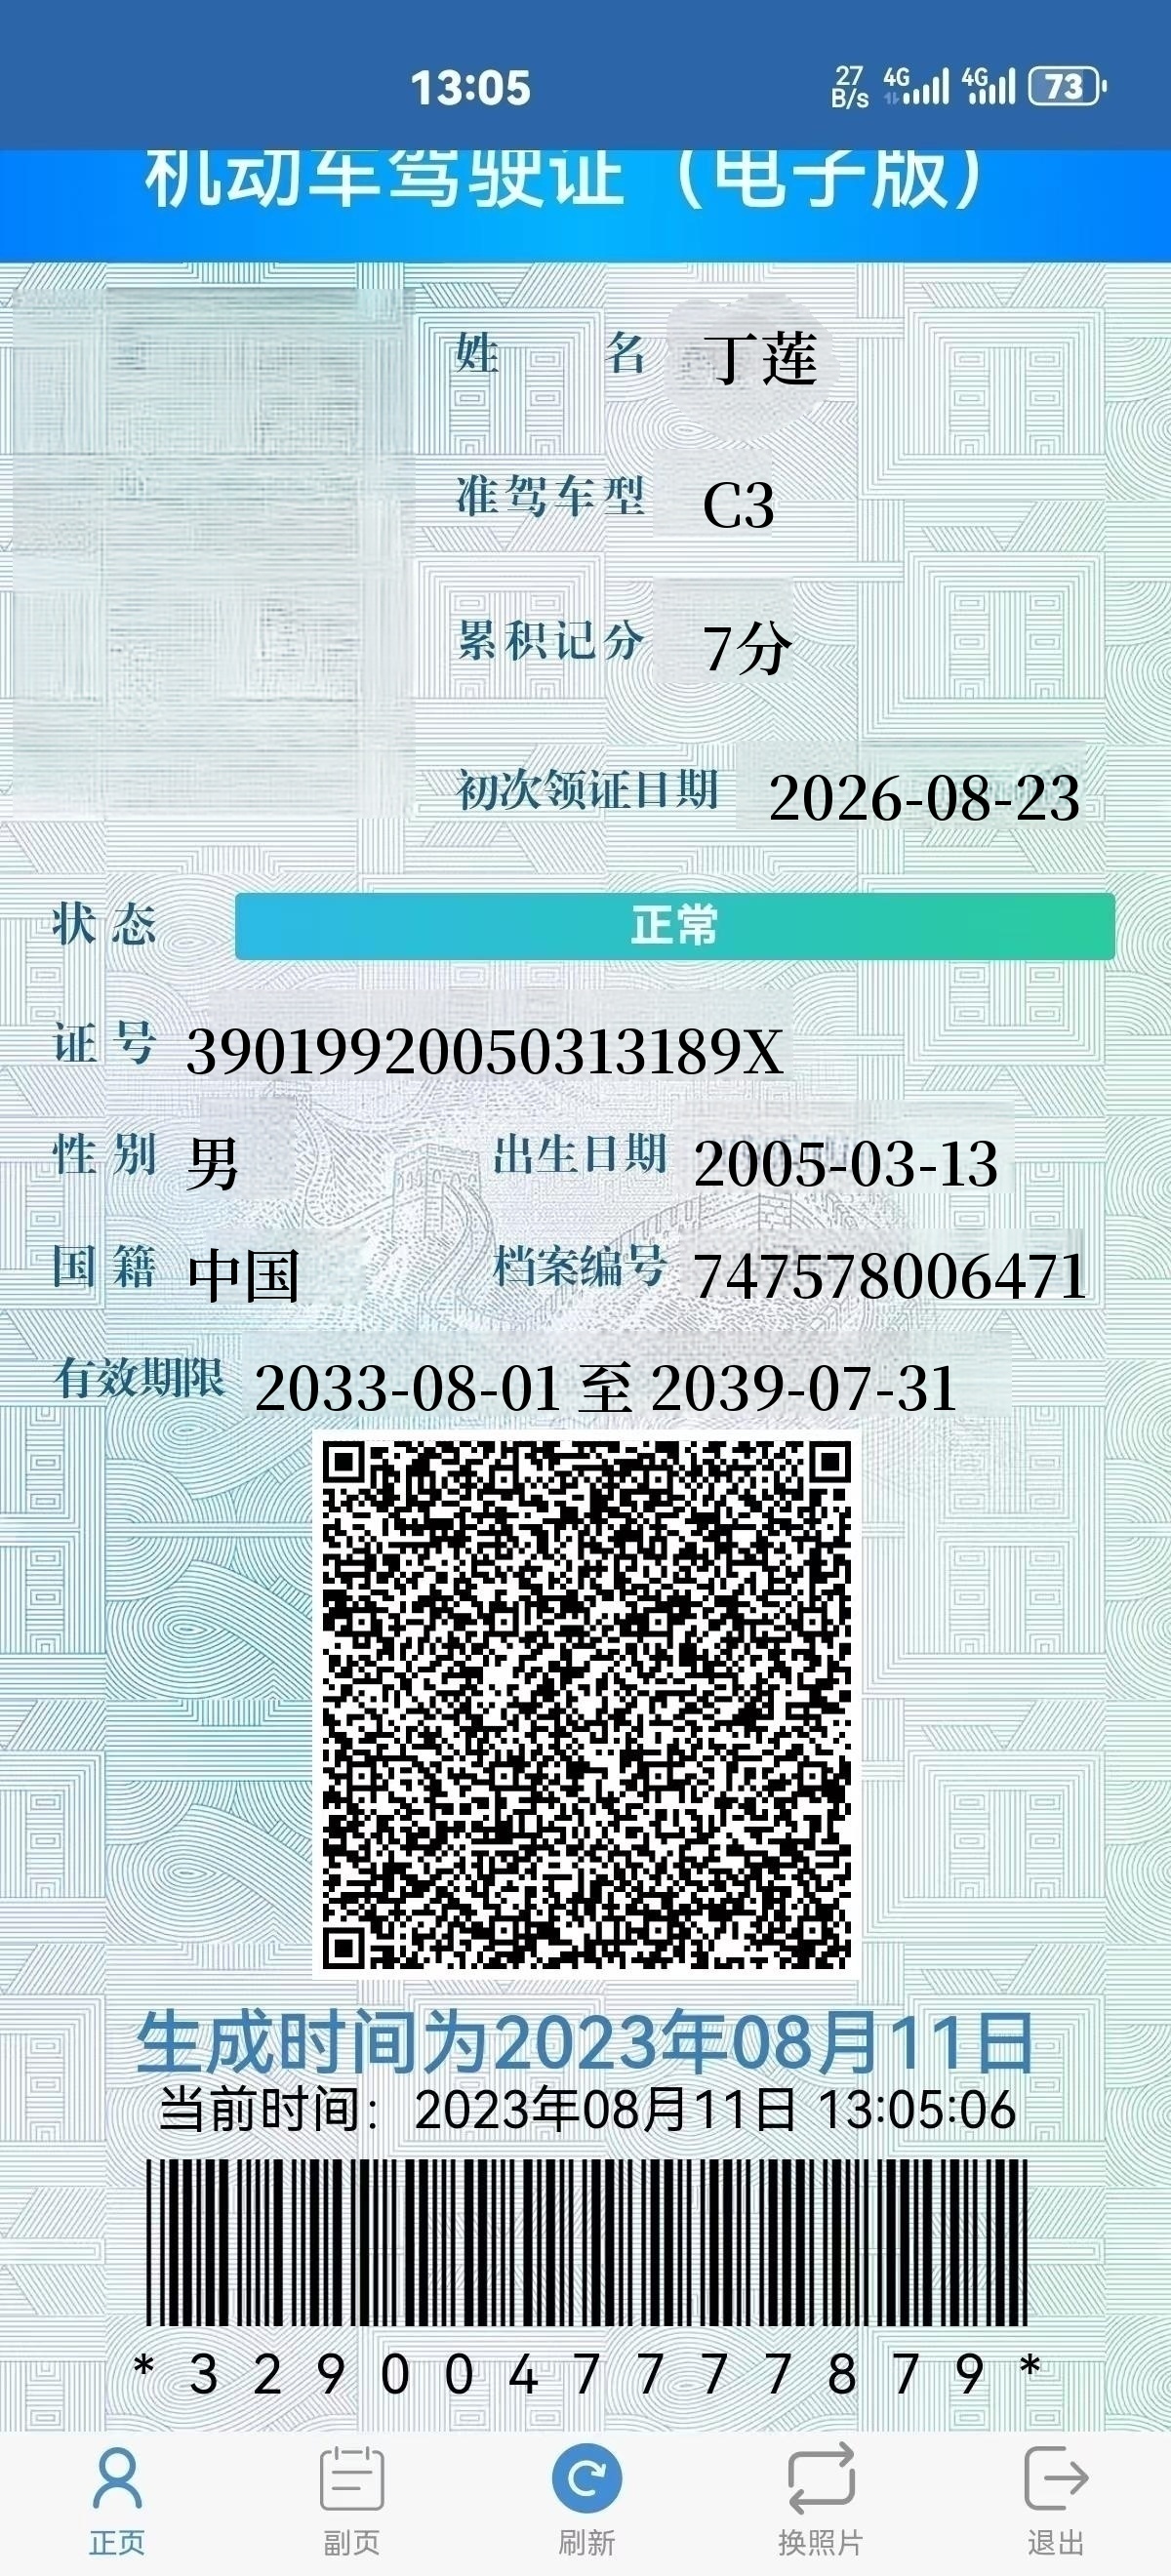 13:05
27 B/s 4G 4G 73
机动车驾驶证（电子版）
姓名 丁莲
准驾车型 C3
累积记分 7分
初次领证日期 2026-08-23
状态 正常
证号 39019920050313189X
性别 男 出生日期 2005-03-13
国籍 中国 档案编号 747578006471
有效期限 2033-08-01 至 2039-07-31
生成时间为2023年08月11日
当前时间：2023年08月11日 13:05:06
*3290047777879*
正页 副页 刷新 换照片 退出